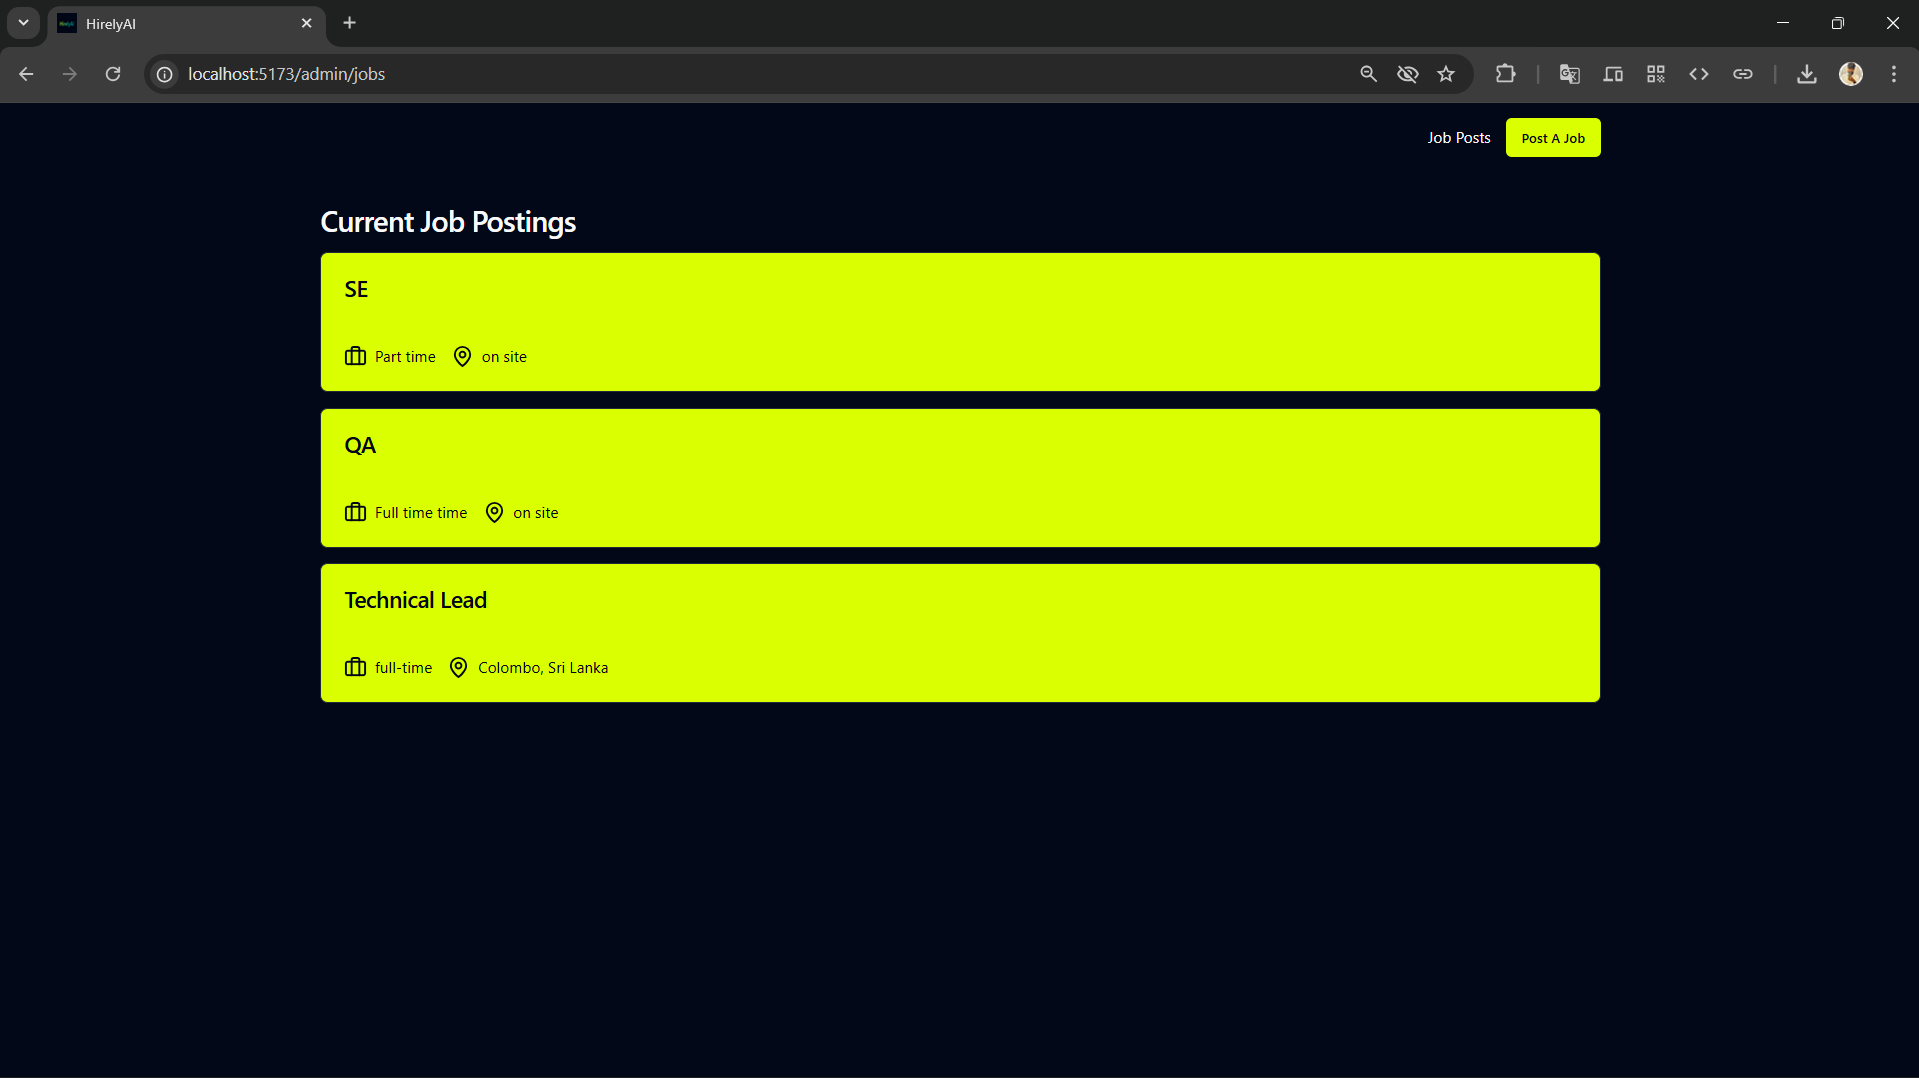 HirelyAI
localhost:5173/admin/jobs
Job Posts
Post A Job
Current Job Postings
SE
Part time on site
QA
Full time time on site
Technical Lead
full-time Colombo, Sri Lanka